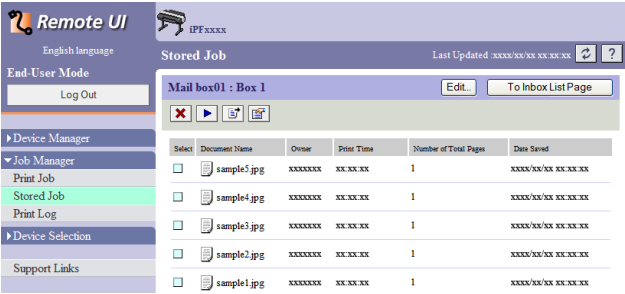 Remote UI
English language
End-User Mode
Log Out
Device Manager
Job Manager
Print Job
Stored Job
Print Log
Device Selection
Support Links
iPFxxxx
Stored Job
Last Updated :xxxx/xx/xx xx:xx:xx
?
Mail box01 : Box 1
Edit...
To Inbox List Page
Select Document Name Owner Print Time Number of Total Pages Date Saved
sample5.jpg xxxxxxx xx:xx:xx 1 xxxx/xx/xx xx:xx:xx
sample4.jpg xxxxxxx xx:xx:xx 1 xxxx/xx/xx xx:xx:xx
sample3.jpg xxxxxxx xx:xx:xx 1 xxxx/xx/xx xx:xx:xx
sample2.jpg xxxxxxx xx:xx:xx 1 xxxx/xx/xx xx:xx:xx
sample1.jpg xxxxxxx xx:xx:xx 1 xxxx/xx/xx xx:xx:xx